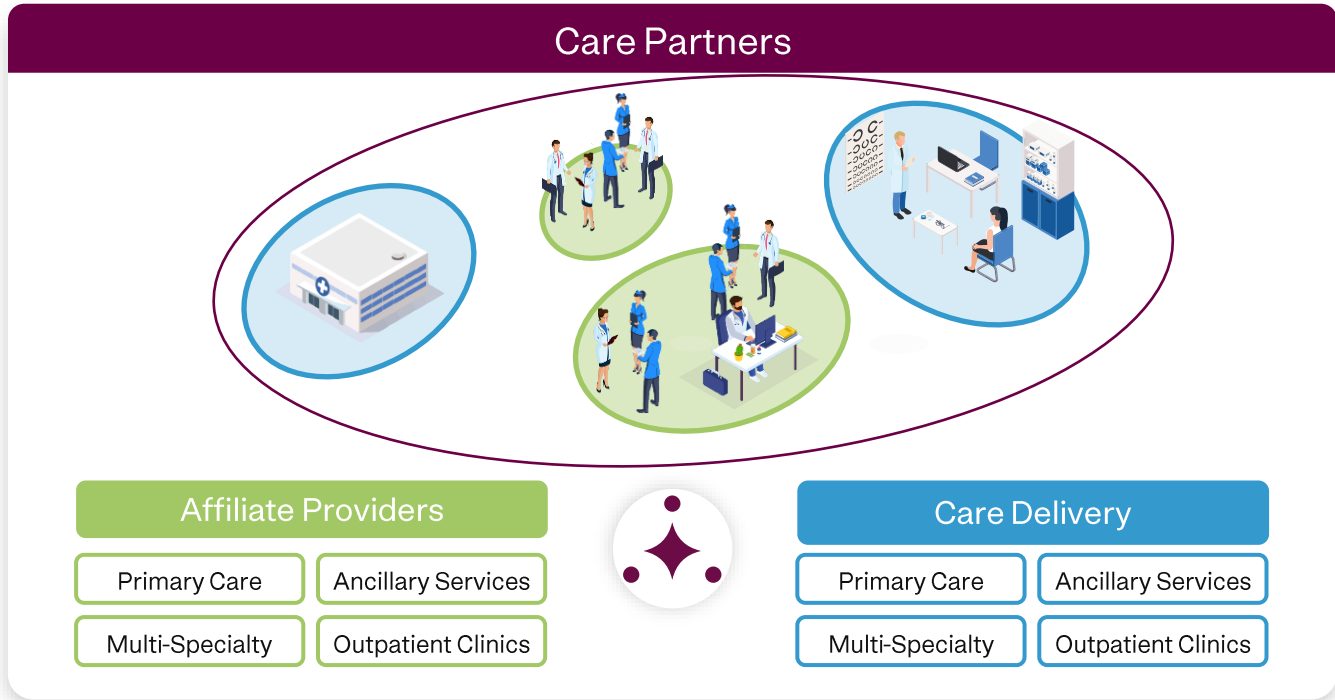 Care Partners
Affiliate Providers
Primary Care
Ancillary Services
Multi-Specialty
Outpatient Clinics
Care Delivery
Primary Care
Ancillary Services
Multi-Specialty
Outpatient Clinics